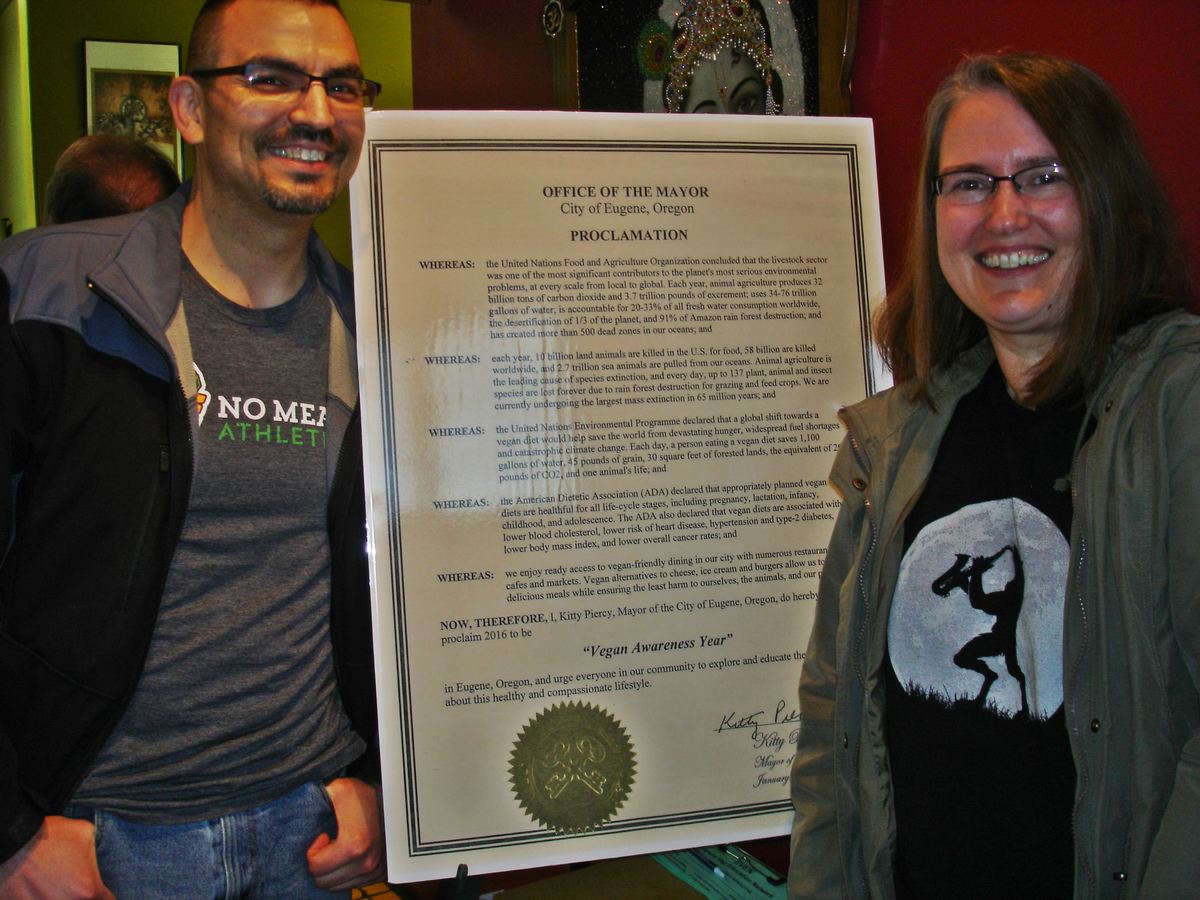 OFFICE OF THE MAYOR
City of Eugene, Oregon
PROCLAMATION
WHEREAS: the United Nations Food and Agriculture Organization concluded that the livestock sector
was one of the most significant contributors to the planet's most serious environmental
problems, at every scale from local to global. Each year, animal agriculture produces 32
billion tons of carbon dioxide and 3.7 trillion pounds of excrement; uses 34-76 trillion
gallons of water, is accountable for 20-33% of all fresh water consumption worldwide,
the desertification of 1/3 of the planet, and 91% of Amazon rain forest destruction; and
has created more than 500 dead zones in our oceans; and
WHEREAS: each year, 10 billion land animals are killed in the U.S. for food, 58 billion are killed
worldwide, and 2.7 trillion sea animals are pulled from our oceans. Animal agriculture is
the leading cause of species extinction, and every day, up to 137 plant, animal and insect
species are lost forever due to rain forest destruction for grazing and feed crops. We are
currently undergoing the largest mass extinction in 65 million years; and
WHEREAS: the United Nations Environmental Programme declared that a global shift towards a
vegan diet would help save the world from devastating hunger, widespread fuel shortages
and catastrophic climate change. Each day, a person eating a vegan diet saves 1,100
gallons of water, 45 pounds of grain, 30 square feet of forested lands, the equivalent of
pounds of CO2, and one animal's life; and
WHEREAS: the American Dietetic Association (ADA) declared that appropriately planned vegan
diets are healthful for all life-cycle stages, including pregnancy, lactation, infancy,
childhood, and adolescence. The ADA also declared that vegan diets are associated with
lower blood cholesterol, lower risk of heart disease, hypertension and type-2 diabetes,
lower body mass index, and lower overall cancer rates; and
WHEREAS: we enjoy ready access to vegan-friendly dining in our city with numerous restauran
cafes and markets. Vegan alternatives to cheese, ice cream and burgers allow us to
delicious meals while ensuring the least harm to ourselves, the animals, and our
NOW, THEREFORE, I, Kitty Piercy, Mayor of the City of Eugene, Oregon, do hereby
proclaim 2016 to be
“Vegan Awareness Year”
in Eugene, Oregon, and urge everyone in our community to explore and educate the
about this healthy and compassionate lifestyle.
Kitty
Kitty
Mayor of
January
NO MEA
ATHLET